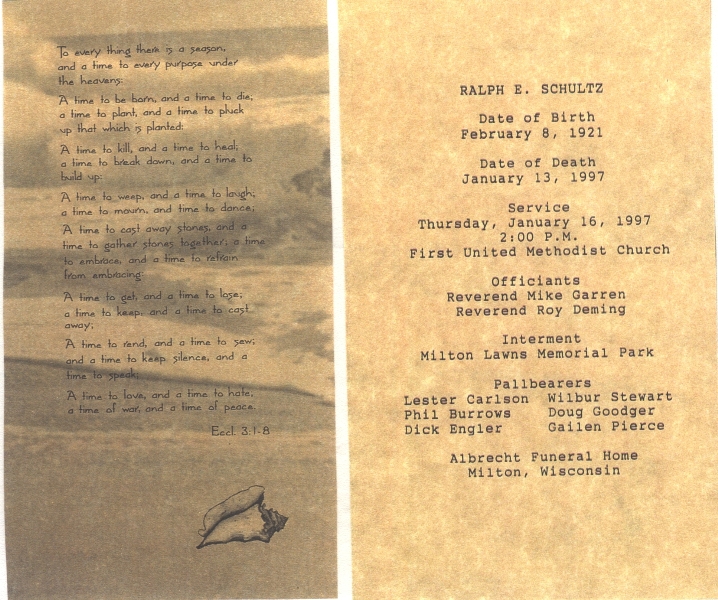 To every thing there is a season,
and a time to every purpose under
the heavens:
A time to be born, and a time to die;
a time to plant, and a time to pluck
up that which is planted:
A time to kill, and a time to heal;
a time to break down, and a time to
build up:
A time to weep, and a time to laugh;
a time to mourn, and time to dance;
A time to cast away stones, and a
time to gather stones together; a time
to embrace, and a time to refrain
from embracing:
A time to get, and a time to lose;
a time to keep, and a time to cast
away;
A time to rend, and a time to sew;
and a time to keep silence, and a
time to speak;
A time to love, and a time to hate,
a time of war, and a time of peace.
Eccl. 3:1-8
RALPH E. SCHULTZ
Date of Birth
February 8, 1921
Date of Death
January 13, 1997
Service
Thursday, January 16, 1997
2:00 P.M.
First United Methodist Church
Officiants
Reverend Mike Garren
Reverend Roy Deming
Interment
Milton Lawns Memorial Park
Pallbearers
Lester Carlson Wilbur Stewart
Phil Burrows Doug Goodger
Dick Engler Gailen Pierce
Albrecht Funeral Home
Milton, Wisconsin